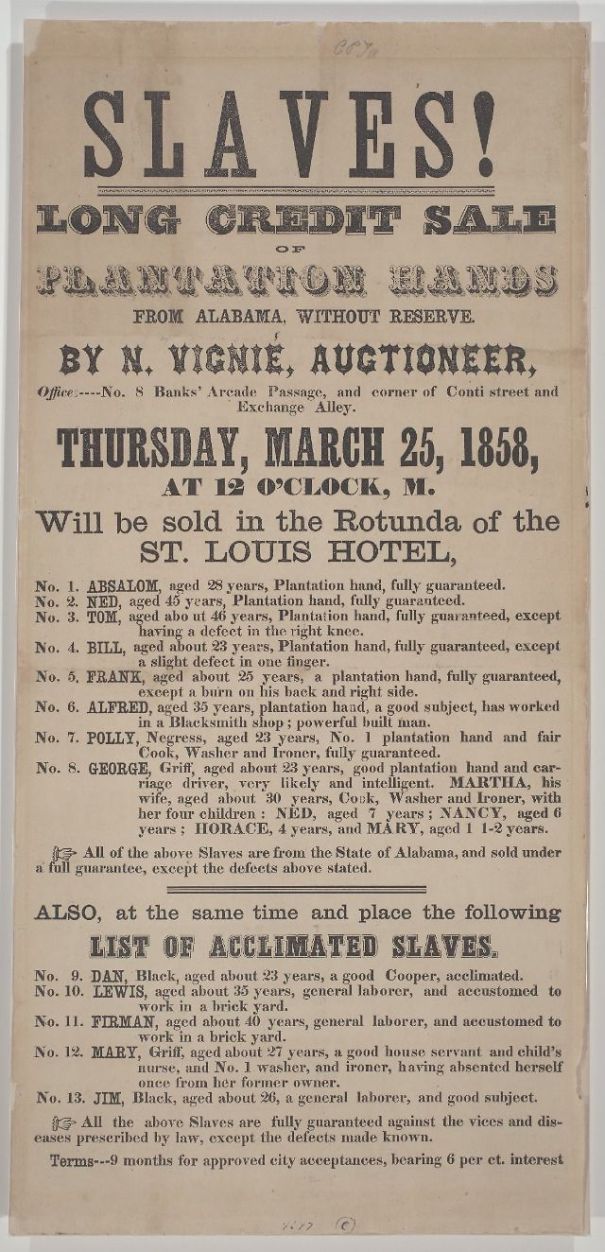 SLAVES!
LONG CREDIT SALE
OF
PLANTATION HANDS
FROM ALABAMA, WITHOUT RESERVE.
BY N. VIGNIÉ, AUCTIONEER,
Office:----No. 8 Banks' Arcade Passage, and corner of Conti street and
Exchange Alley.
THURSDAY, MARCH 25, 1858,
AT 12 O'CLOCK, M.
Will be sold in the Rotunda of the
ST. LOUIS HOTEL,
No. 1. ABSALOM, aged 28 years, Plantation hand, fully guaranteed.
No. 2. NED, aged 45 years, Plantation hand, fully guaranteed.
No. 3. TOM, aged abo ut 46 years, Plantation hand, fully guaranteed, except
having a defect in the right knee.
No. 4. BILL, aged about 23 years, Plantation hand, fully guaranteed, except
a slight defect in one finger.
No. 5. FRANK, aged about 25 years, a plantation hand, fully guaranteed,
except a burn on his back and right side.
No. 6. ALFRED, aged 35 years, plantation hand, a good subject, has worked
in a Blacksmith shop; powerful built man.
No. 7. POLLY, Negress, aged 23 years, No. 1 plantation hand and fair
Cook, Washer and Ironer, fully guaranteed.
No. 8. GEORGE, Griff, aged about 23 years, good plantation hand and car-
riage driver, very likely and intelligent. MARTHA, his
wife, aged about 30 years, Cook, Washer and Ironer, with
her four children: NED, aged 7 years; NANCY, aged 6
years; HORACE, 4 years, and MARY, aged 1 1-2 years.
☞ All of the above Slaves are from the State of Alabama, and sold under
a full guarantee, except the defects above stated.
ALSO, at the same time and place the following
LIST OF ACCLIMATED SLAVES.
No. 9. DAN, Black, aged about 23 years, a good Cooper, acclimated.
No. 10. LEWIS, aged about 35 years, general laborer, and accustomed to
work in a brick yard.
No. 11. FIRMAN, aged about 40 years, general laborer, and accustomed to
work in a brick yard.
No. 12. MARY, Griff, aged about 27 years, a good house servant and child's
nurse, and No. 1 washer, and ironer, having absented herself
once from her former owner.
No. 13. JIM, Black, aged about 26, a general laborer, and good subject.
☞ All the above Slaves are fully guaranteed against the vices and dis-
eases prescribed by law, except the defects made known.
Terms---9 months for approved city acceptances, bearing 6 per ct. interest